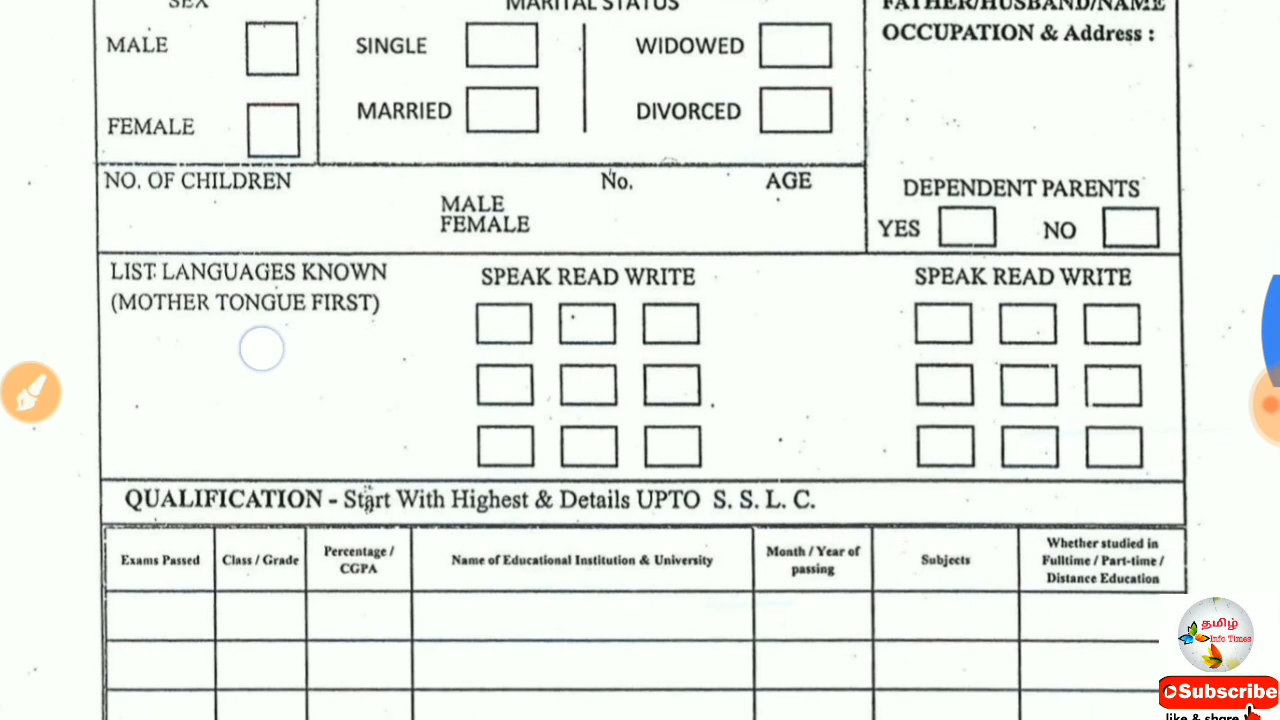 SEX
MARITAL STATUS
FATHER/HUSBAND/NAME
OCCUPATION & Address :
MALE
SINGLE
WIDOWED
FEMALE
MARRIED
DIVORCED
NO. OF CHILDREN
No.
AGE
MALE
FEMALE
DEPENDENT PARENTS
YES
NO
LIST LANGUAGES KNOWN
(MOTHER TONGUE FIRST)
SPEAK READ WRITE
SPEAK READ WRITE
QUALIFICATION - Start With Highest & Details UPTO S. S. L. C.
Exams Passed
Class / Grade
Percentage /
CGPA
Name of Educational Institution & University
Month / Year of
passing
Subjects
Whether studied in
Fulltime / Part-time /
Distance Education
தமிழ்
Info Times
Subscribe
like & share